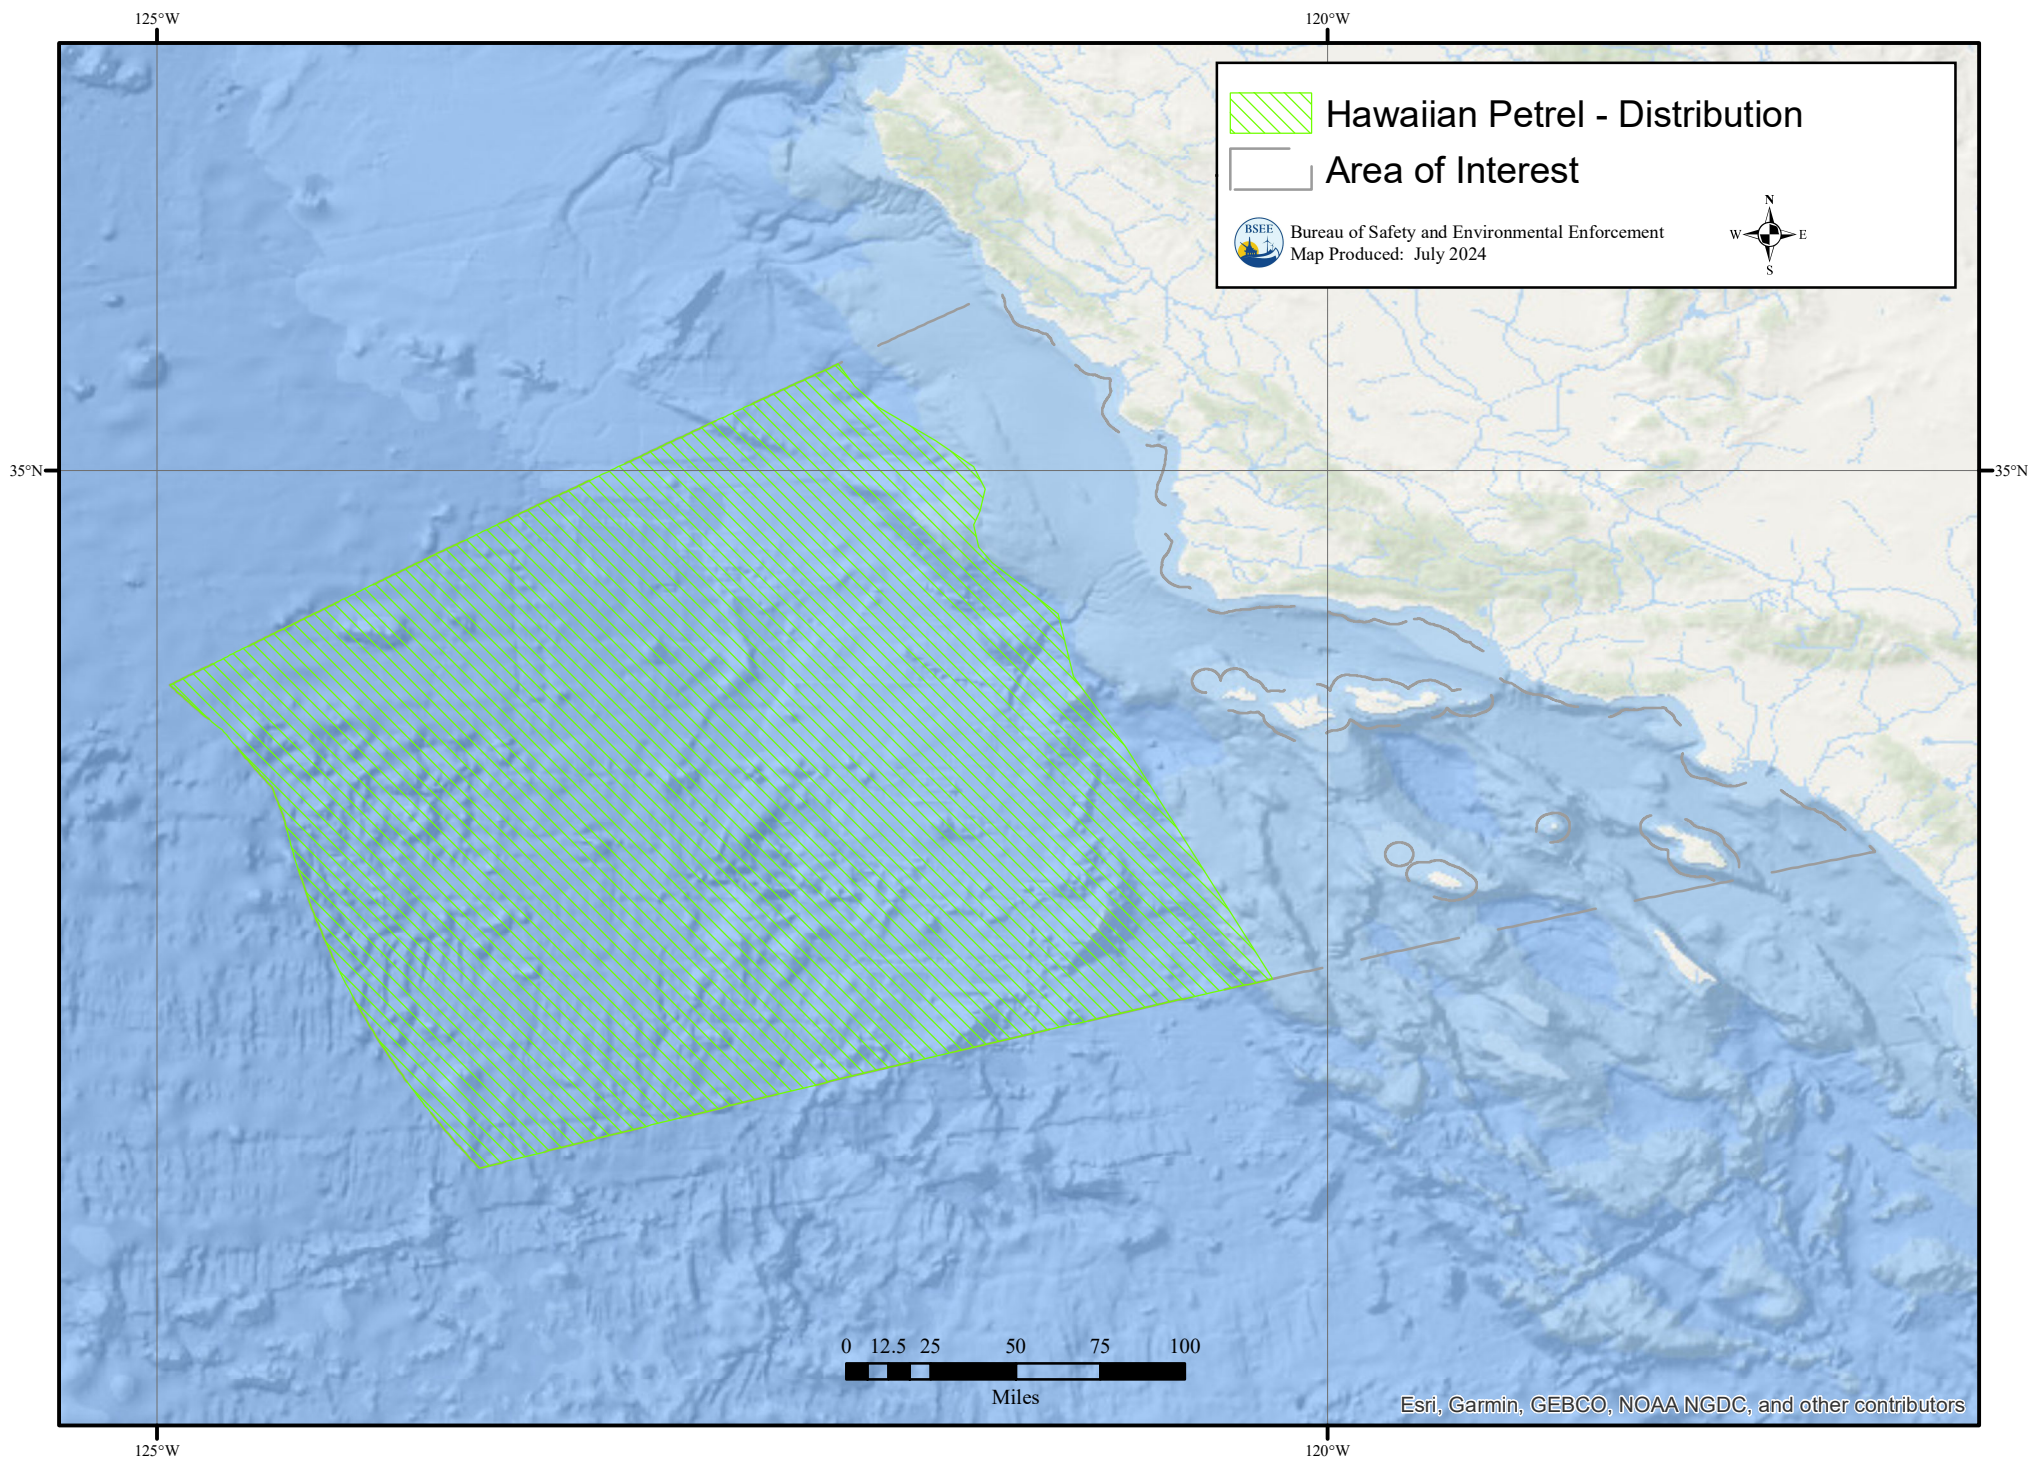 125°W 120°W
Hawaiian Petrel - Distribution
Area of Interest
BSEE
Bureau of Safety and Environmental Enforcement
Map Produced: July 2024
N
W E
S
35°N 35°N
0 12.5 25 50 75 100
Miles
Esri, Garmin, GEBCO, NOAA NGDC, and other contributors
125°W 120°W